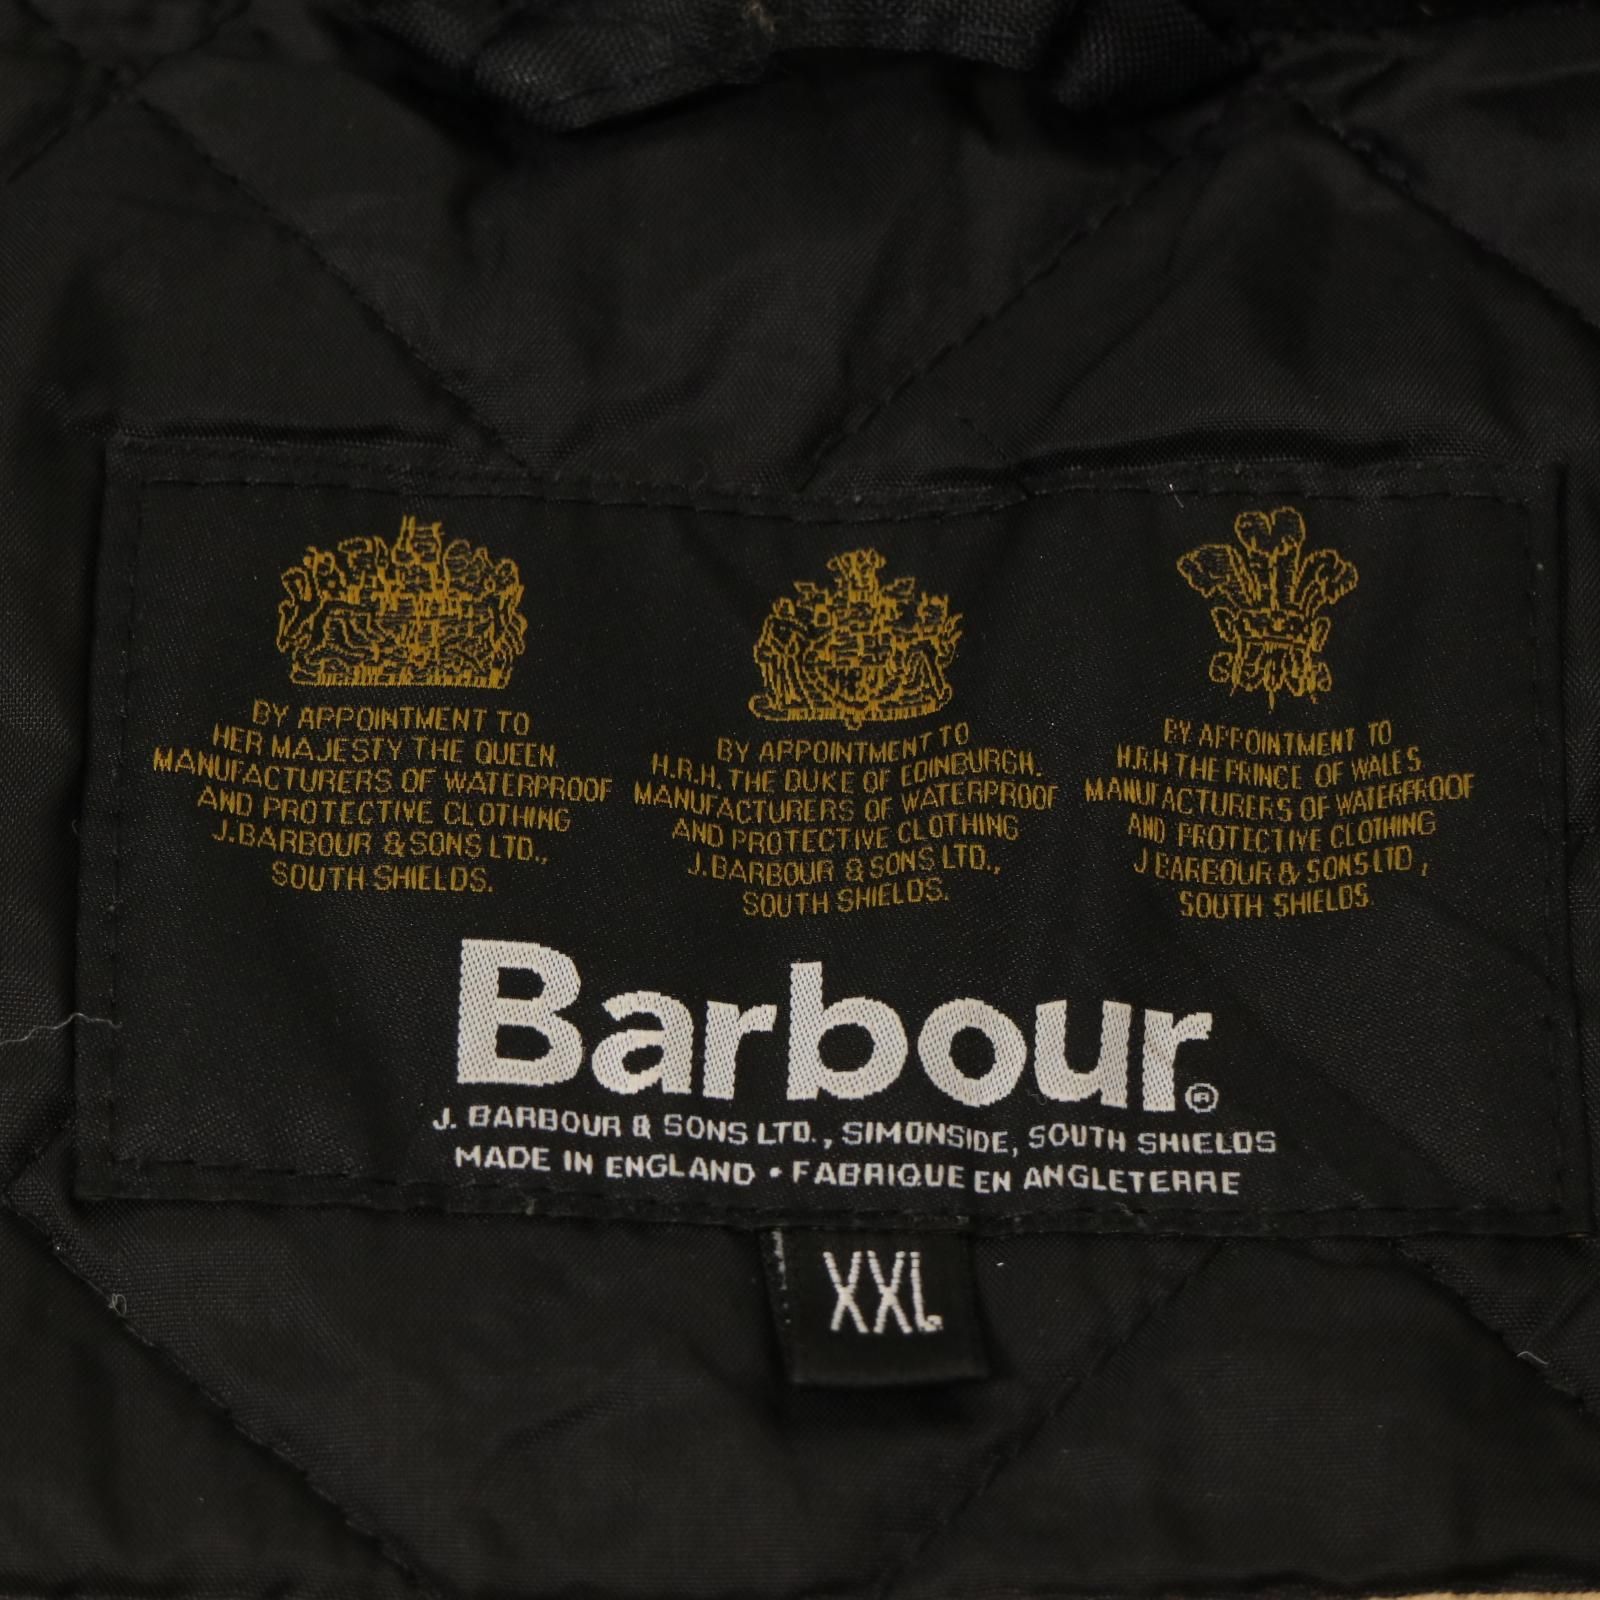 BY APPOINTMENT TO
HER MAJESTY THE QUEEN.
MANUFACTURERS OF WATERPROOF
AND PROTECTIVE CLOTHING
J.BARBOUR & SONS LTD.,
SOUTH SHIELDS.
BY APPOINTMENT TO
H.R.H. THE DUKE OF EDINBURGH.
MANUFACTURERS OF WATERPROOF
AND PROTECTIVE CLOTHING
J.BARBOUR & SONS LTD.,
SOUTH SHIELDS.
BY APPOINTMENT TO
H.R.H THE PRINCE OF WALES
MANUFACTURERS OF WATERPROOF
AND PROTECTIVE CLOTHING
J BARBOUR & SONS LTD,
SOUTH SHIELDS.
Barbour®
J. BARBOUR & SONS LTD., SIMONSIDE, SOUTH SHIELDS
MADE IN ENGLAND • FABRIQUE EN ANGLETERRE
XXL